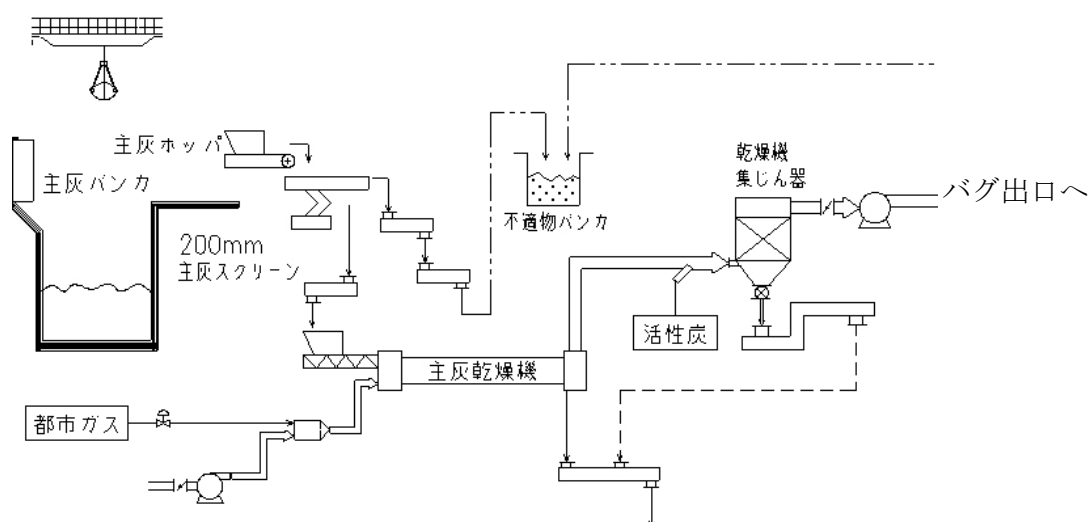 主灰ホッパ
主灰バンカ
乾燥機
集じん器
バグ出口へ
不適物バンカ
200mm
主灰スクリーン
活性炭
主灰乾燥機
都市ガス